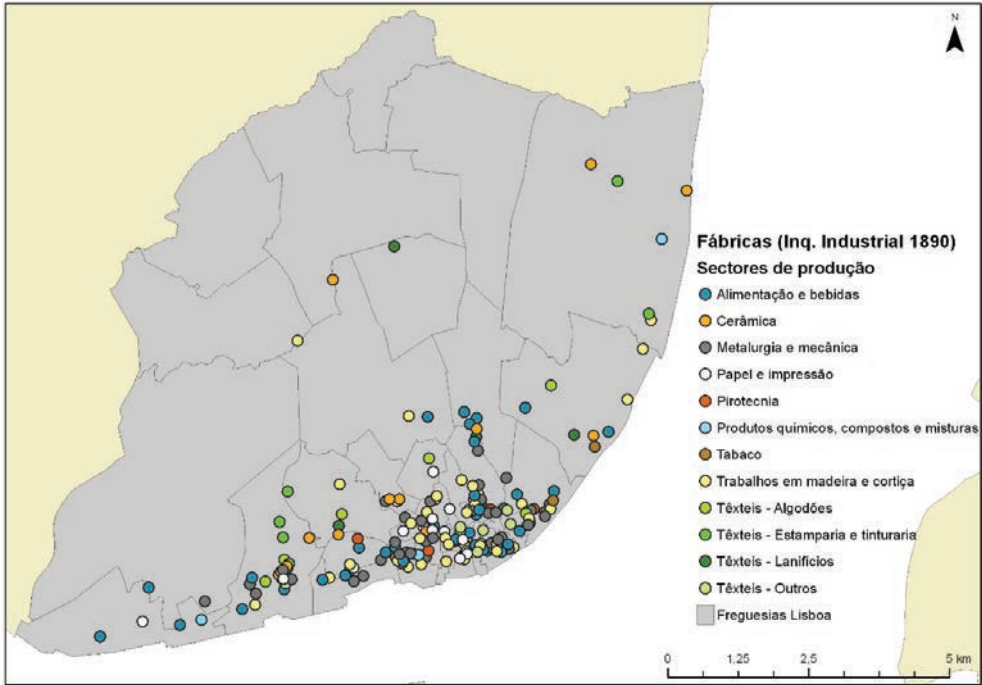 N
Fábricas (Inq. Industrial 1890)
Sectores de produção
Alimentação e bebidas
Cerâmica
Metalurgia e mecânica
Papel e impressão
Pirotecnia
Produtos químicos, compostos e misturas
Tabaco
Trabalhos em madeira e cortiça
Têxteis - Algodões
Têxteis - Estamparia e tinturaria
Têxteis - Lanifícios
Têxteis - Outros
Freguesias Lisboa
0 1,25 2,5 5 km